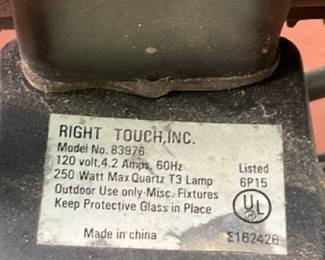 RIGHT TOUCH, INC.
Model No. 83976
120 volt, 4.2 Amps, 60Hz
250 Watt Max Quartz T3 Lamp
Outdoor Use only-Misc. Fixtures
Keep Protective Glass in Place
Made in china
Listed
6P15
UL
E162426